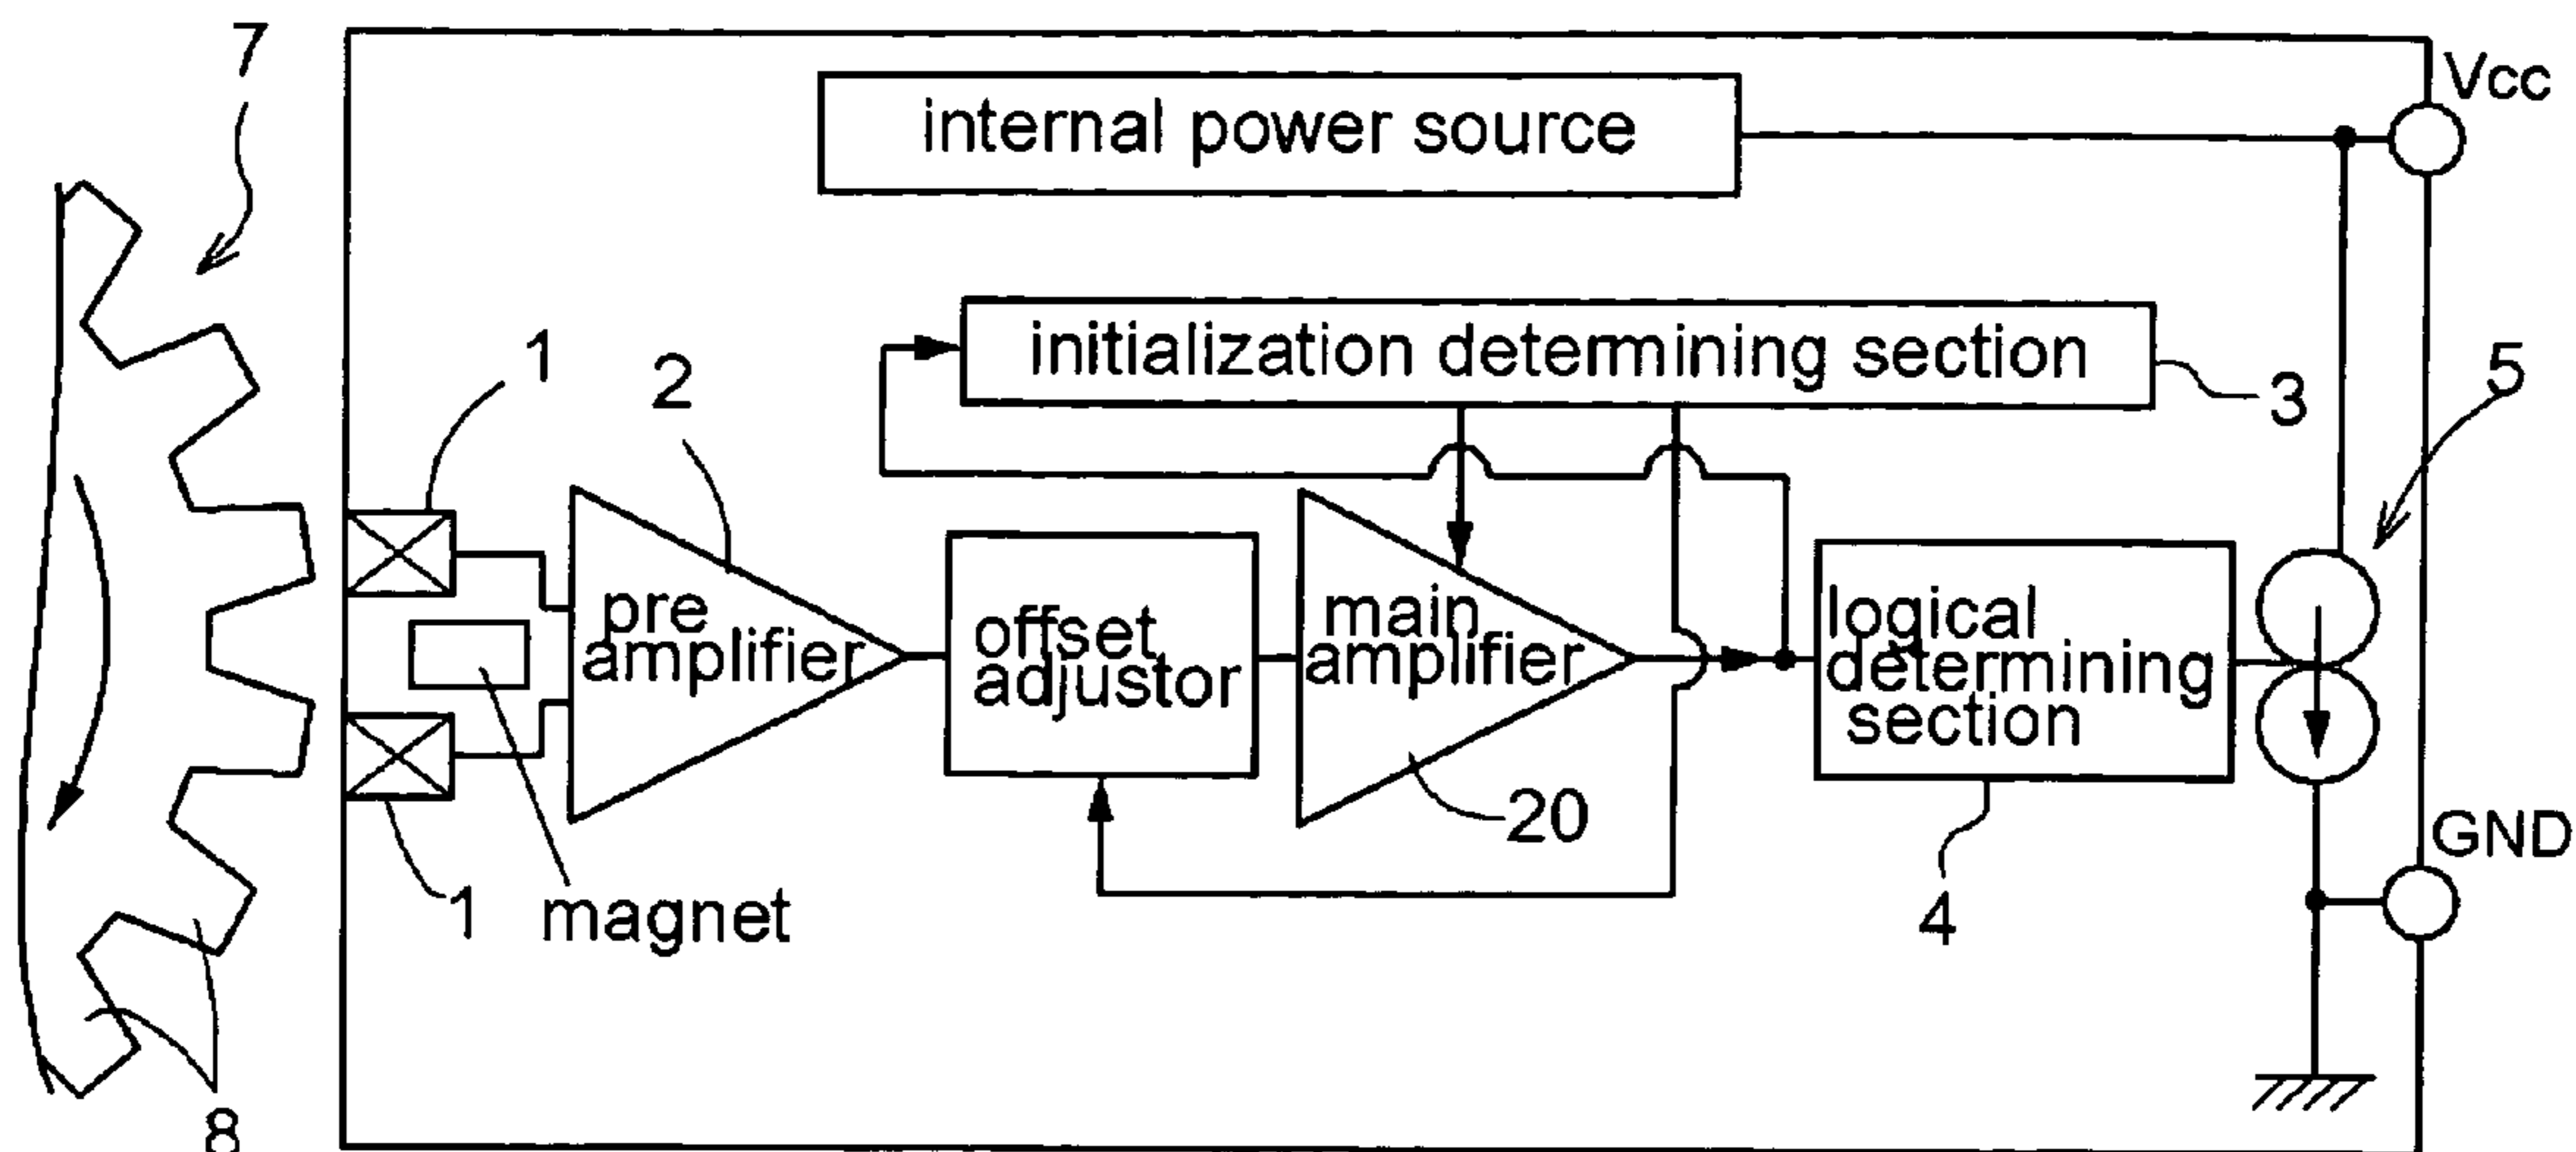 7
Vcc
internal power source
initialization determining section
3
5
1
2
pre
amplifier
offset
adjustor
main
amplifier
logical
determining
section
20
GND
1
magnet
4
8